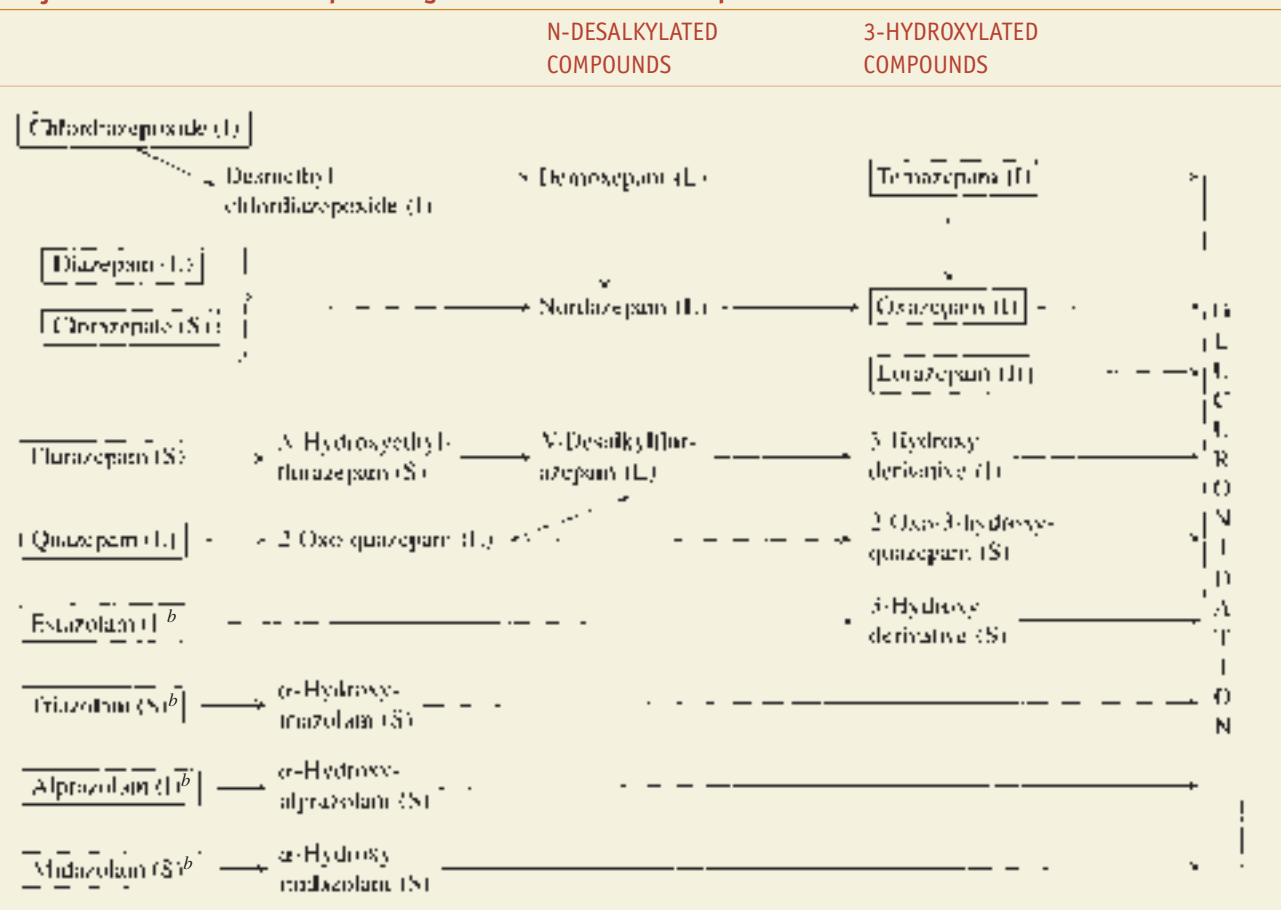 N-DESALKYLATED 3-HYDROXYLATED
COMPOUNDS COMPOUNDS
Chlordiazepoxide (I)
Desmethyl Demoxepam (L) Temazepam (I)
chlordiazepoxide (I)
Diazepam (L)
Nordazepam (L) Oxazepam (I)
Clorazepate (S)
Lorazepam (I)
Flurazepam (S) Hydroxyethyl- N-Desalkylflur- 3-Hydroxy
flurazepam (S) azepam (L) derivative (I)
Quazepam (L) 2-Oxo-quazepam (L) 2-Oxo-3-hydroxy-
quazepam (S)
Estazolam (I) b 3-Hydroxy
derivative (S)
Triazolam (S)b α-Hydroxy-
triazolam (S)
Alprazolam (I)b α-Hydroxy-
alprazolam (S)
Midazolam (S)b α-Hydroxy
midazolam (S)
GLUCURONIDATION